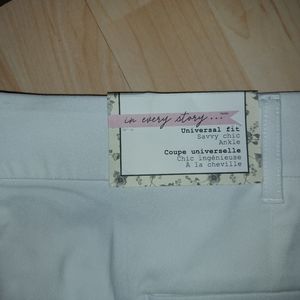 in every story...
Universal fit
Savvy chic
Ankle
Coupe universelle
Chic ingénieuse
À la cheville